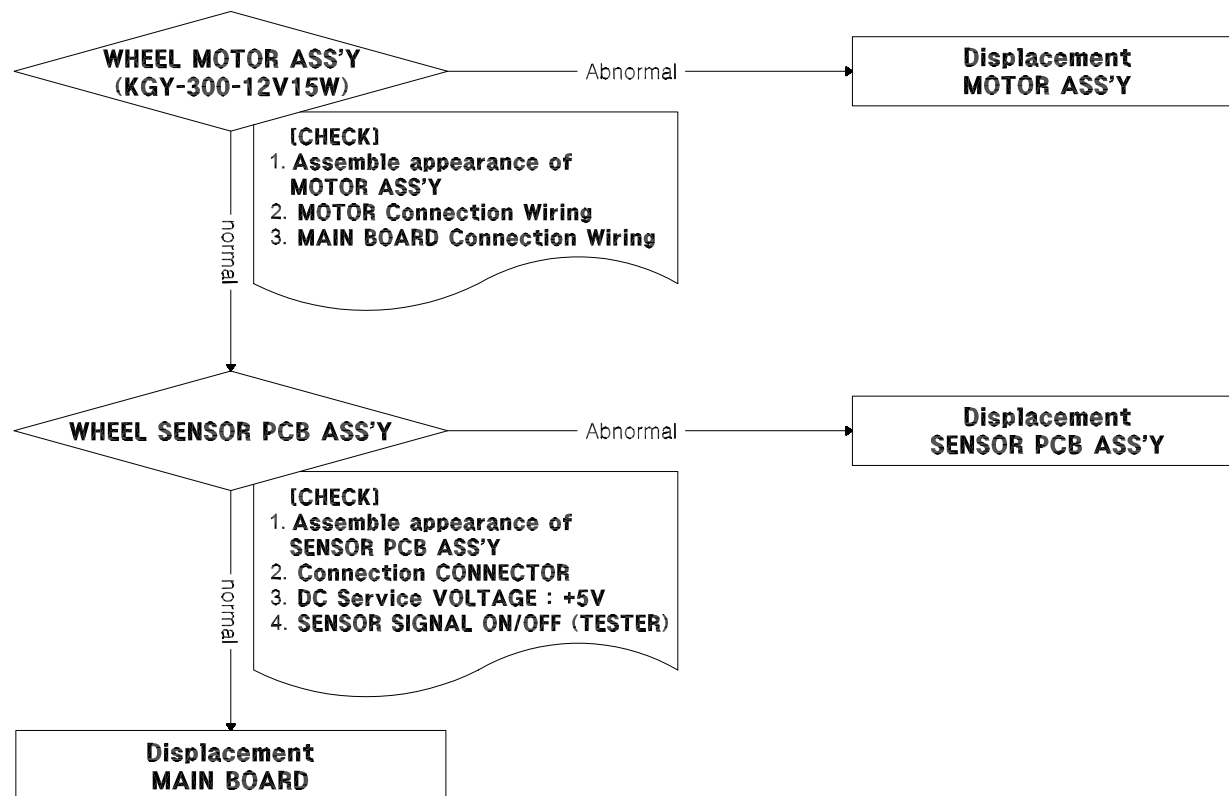 WHEEL MOTOR ASS'Y
(KGY-300-12V15W)
Abnormal
Displacement
MOTOR ASS'Y
[CHECK]
1. Assemble appearance of
MOTOR ASS'Y
2. MOTOR Connection Wiring
3. MAIN BOARD Connection Wiring
normal
WHEEL SENSOR PCB ASS'Y
Abnormal
Displacement
SENSOR PCB ASS'Y
[CHECK]
1. Assemble appearance of
SENSOR PCB ASS'Y
2. Connection CONNECTOR
3. DC Service VOLTAGE : +5V
4. SENSOR SIGNAL ON/OFF (TESTER)
normal
Displacement
MAIN BOARD